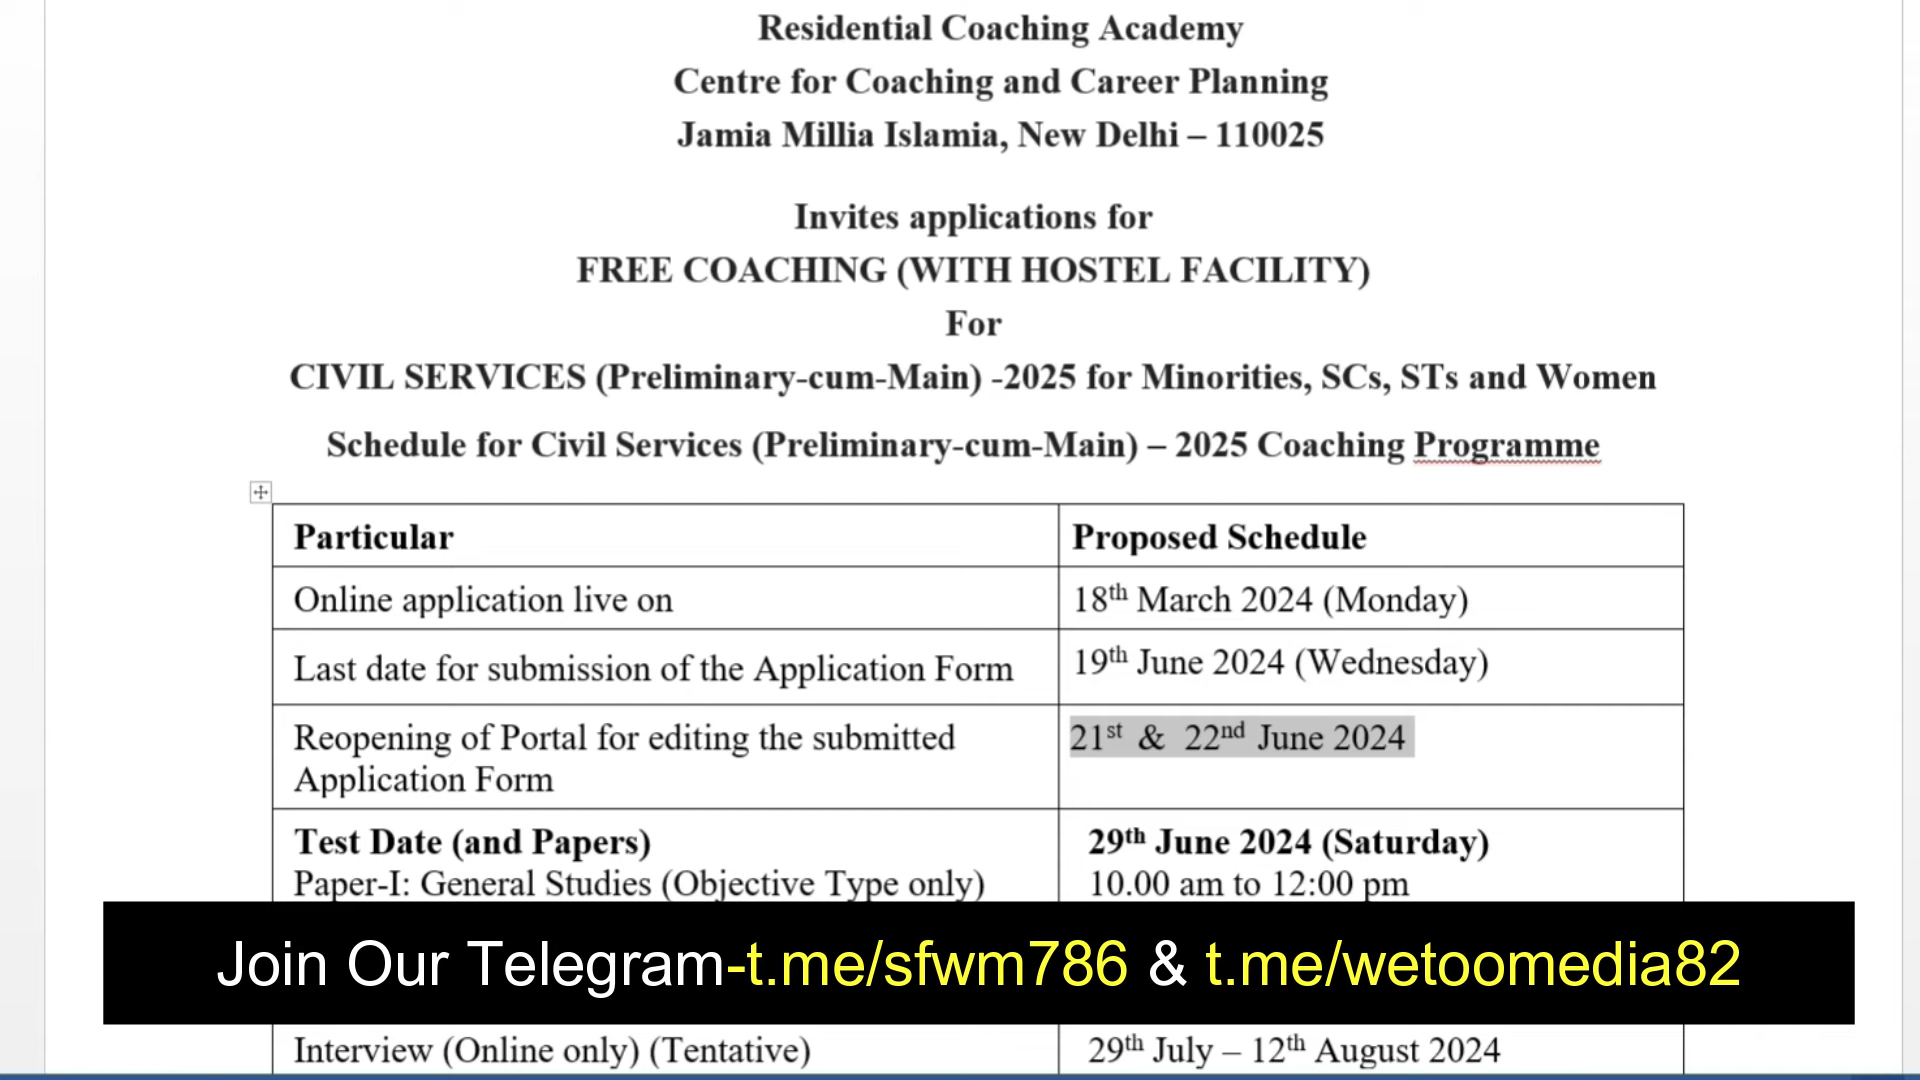 Residential Coaching Academy
Centre for Coaching and Career Planning
Jamia Millia Islamia, New Delhi – 110025
Invites applications for
FREE COACHING (WITH HOSTEL FACILITY)
For
CIVIL SERVICES (Preliminary-cum-Main) -2025 for Minorities, SCs, STs and Women
Schedule for Civil Services (Preliminary-cum-Main) – 2025 Coaching Programme
Particular Proposed Schedule
Online application live on 18th March 2024 (Monday)
Last date for submission of the Application Form 19th June 2024 (Wednesday)
Reopening of Portal for editing the submitted 21st & 22nd June 2024
Application Form
Test Date (and Papers) 29th June 2024 (Saturday)
Paper-I: General Studies (Objective Type only) 10.00 am to 12:00 pm
Join Our Telegram-t.me/sfwm786 & t.me/wetoomedia82
Interview (Online only) (Tentative) 29th July – 12th August 2024